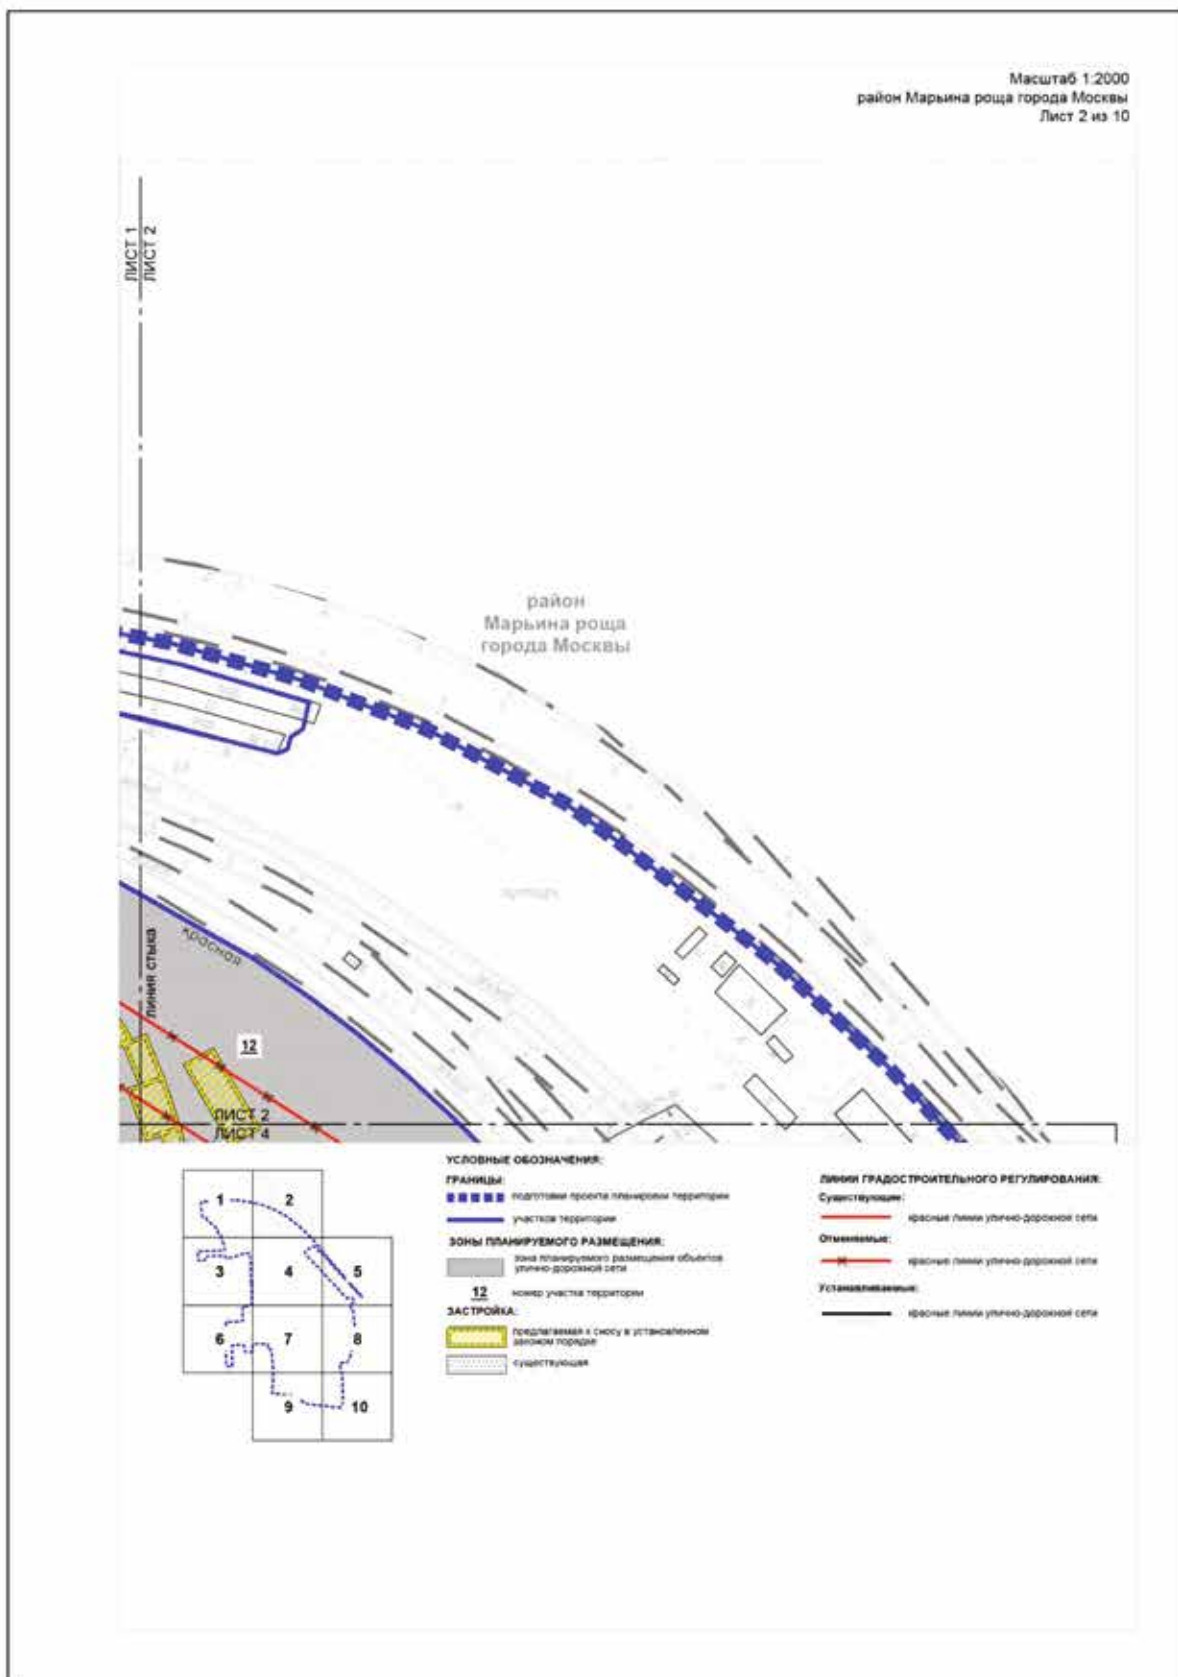 Масштаб 1:2000
район Марьина роща города Москвы
Лист 2 из 10
ЛИСТ 1
ЛИСТ 2
район
Марьина роща
города Москвы
красная
линия стыка
12
ЛИСТ 2
ЛИСТ 4
1
2
3
4
5
6
7
8
9
10
УСЛОВНЫЕ ОБОЗНАЧЕНИЯ:
ГРАНИЦЫ:
подготовки проекта планировки территории
участков территории
ЗОНЫ ПЛАНИРУЕМОГО РАЗМЕЩЕНИЯ:
зона планируемого размещения объектов
улично-дорожной сети
12 номер участка территории
ЗАСТРОЙКА:
предлагаемая к сносу в установленном
законом порядке
существующая
ЛИНИИ ГРАДОСТРОИТЕЛЬНОГО РЕГУЛИРОВАНИЯ:
Существующие:
красные линии улично-дорожной сети
Отменяемые:
красные линии улично-дорожной сети
Устанавливаемые:
красные линии улично-дорожной сети